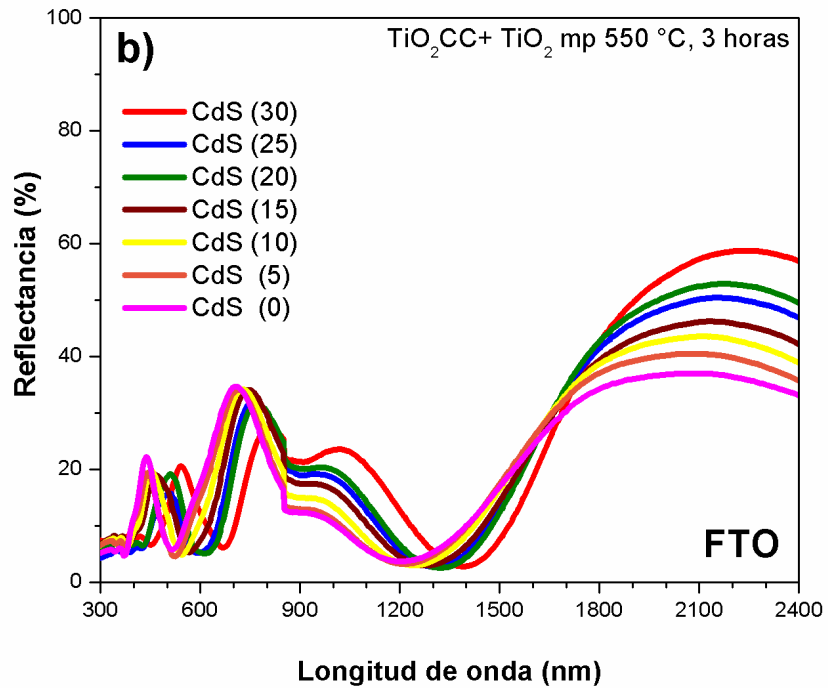 b)
TiO2CC+ TiO2 mp 550 °C, 3 horas
CdS (30)
CdS (25)
CdS (20)
CdS (15)
CdS (10)
CdS (5)
CdS (0)
FTO
Reflectancia (%)
100
80
60
40
20
0
300 600 900 1200 1500 1800 2100 2400
Longitud de onda (nm)